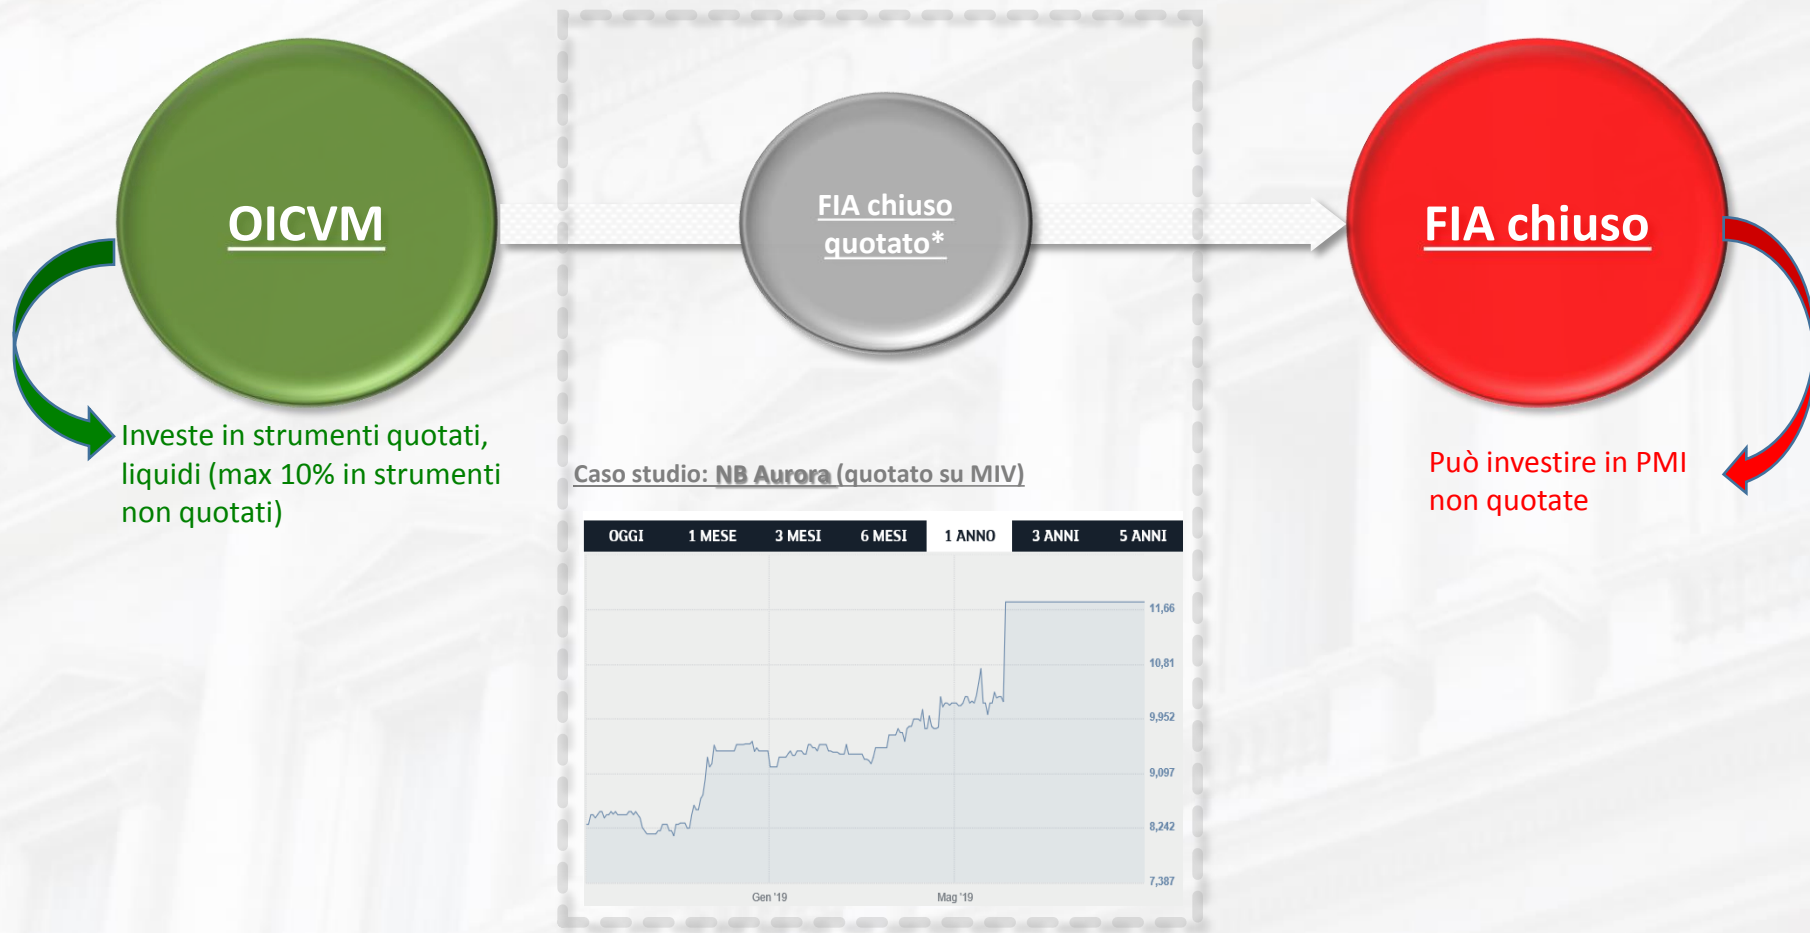 OICVM
FIA chiuso
quotato*
FIA chiuso
Investe in strumenti quotati,
liquidi (max 10% in strumenti
non quotati)
Caso studio: NB Aurora (quotato su MIV)
Può investire in PMI
non quotate
OGGI 1 MESE 3 MESI 6 MESI 1 ANNO 3 ANNI 5 ANNI
11,66
10,81
9,952
9,097
8,242
7,387
Gen '19 Mag '19